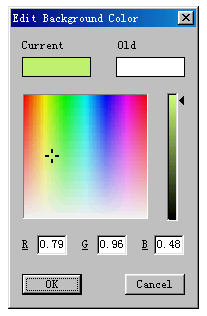 Edit Background Color
Current Old
R 0.79 G 0.96 B 0.48
OK Cancel